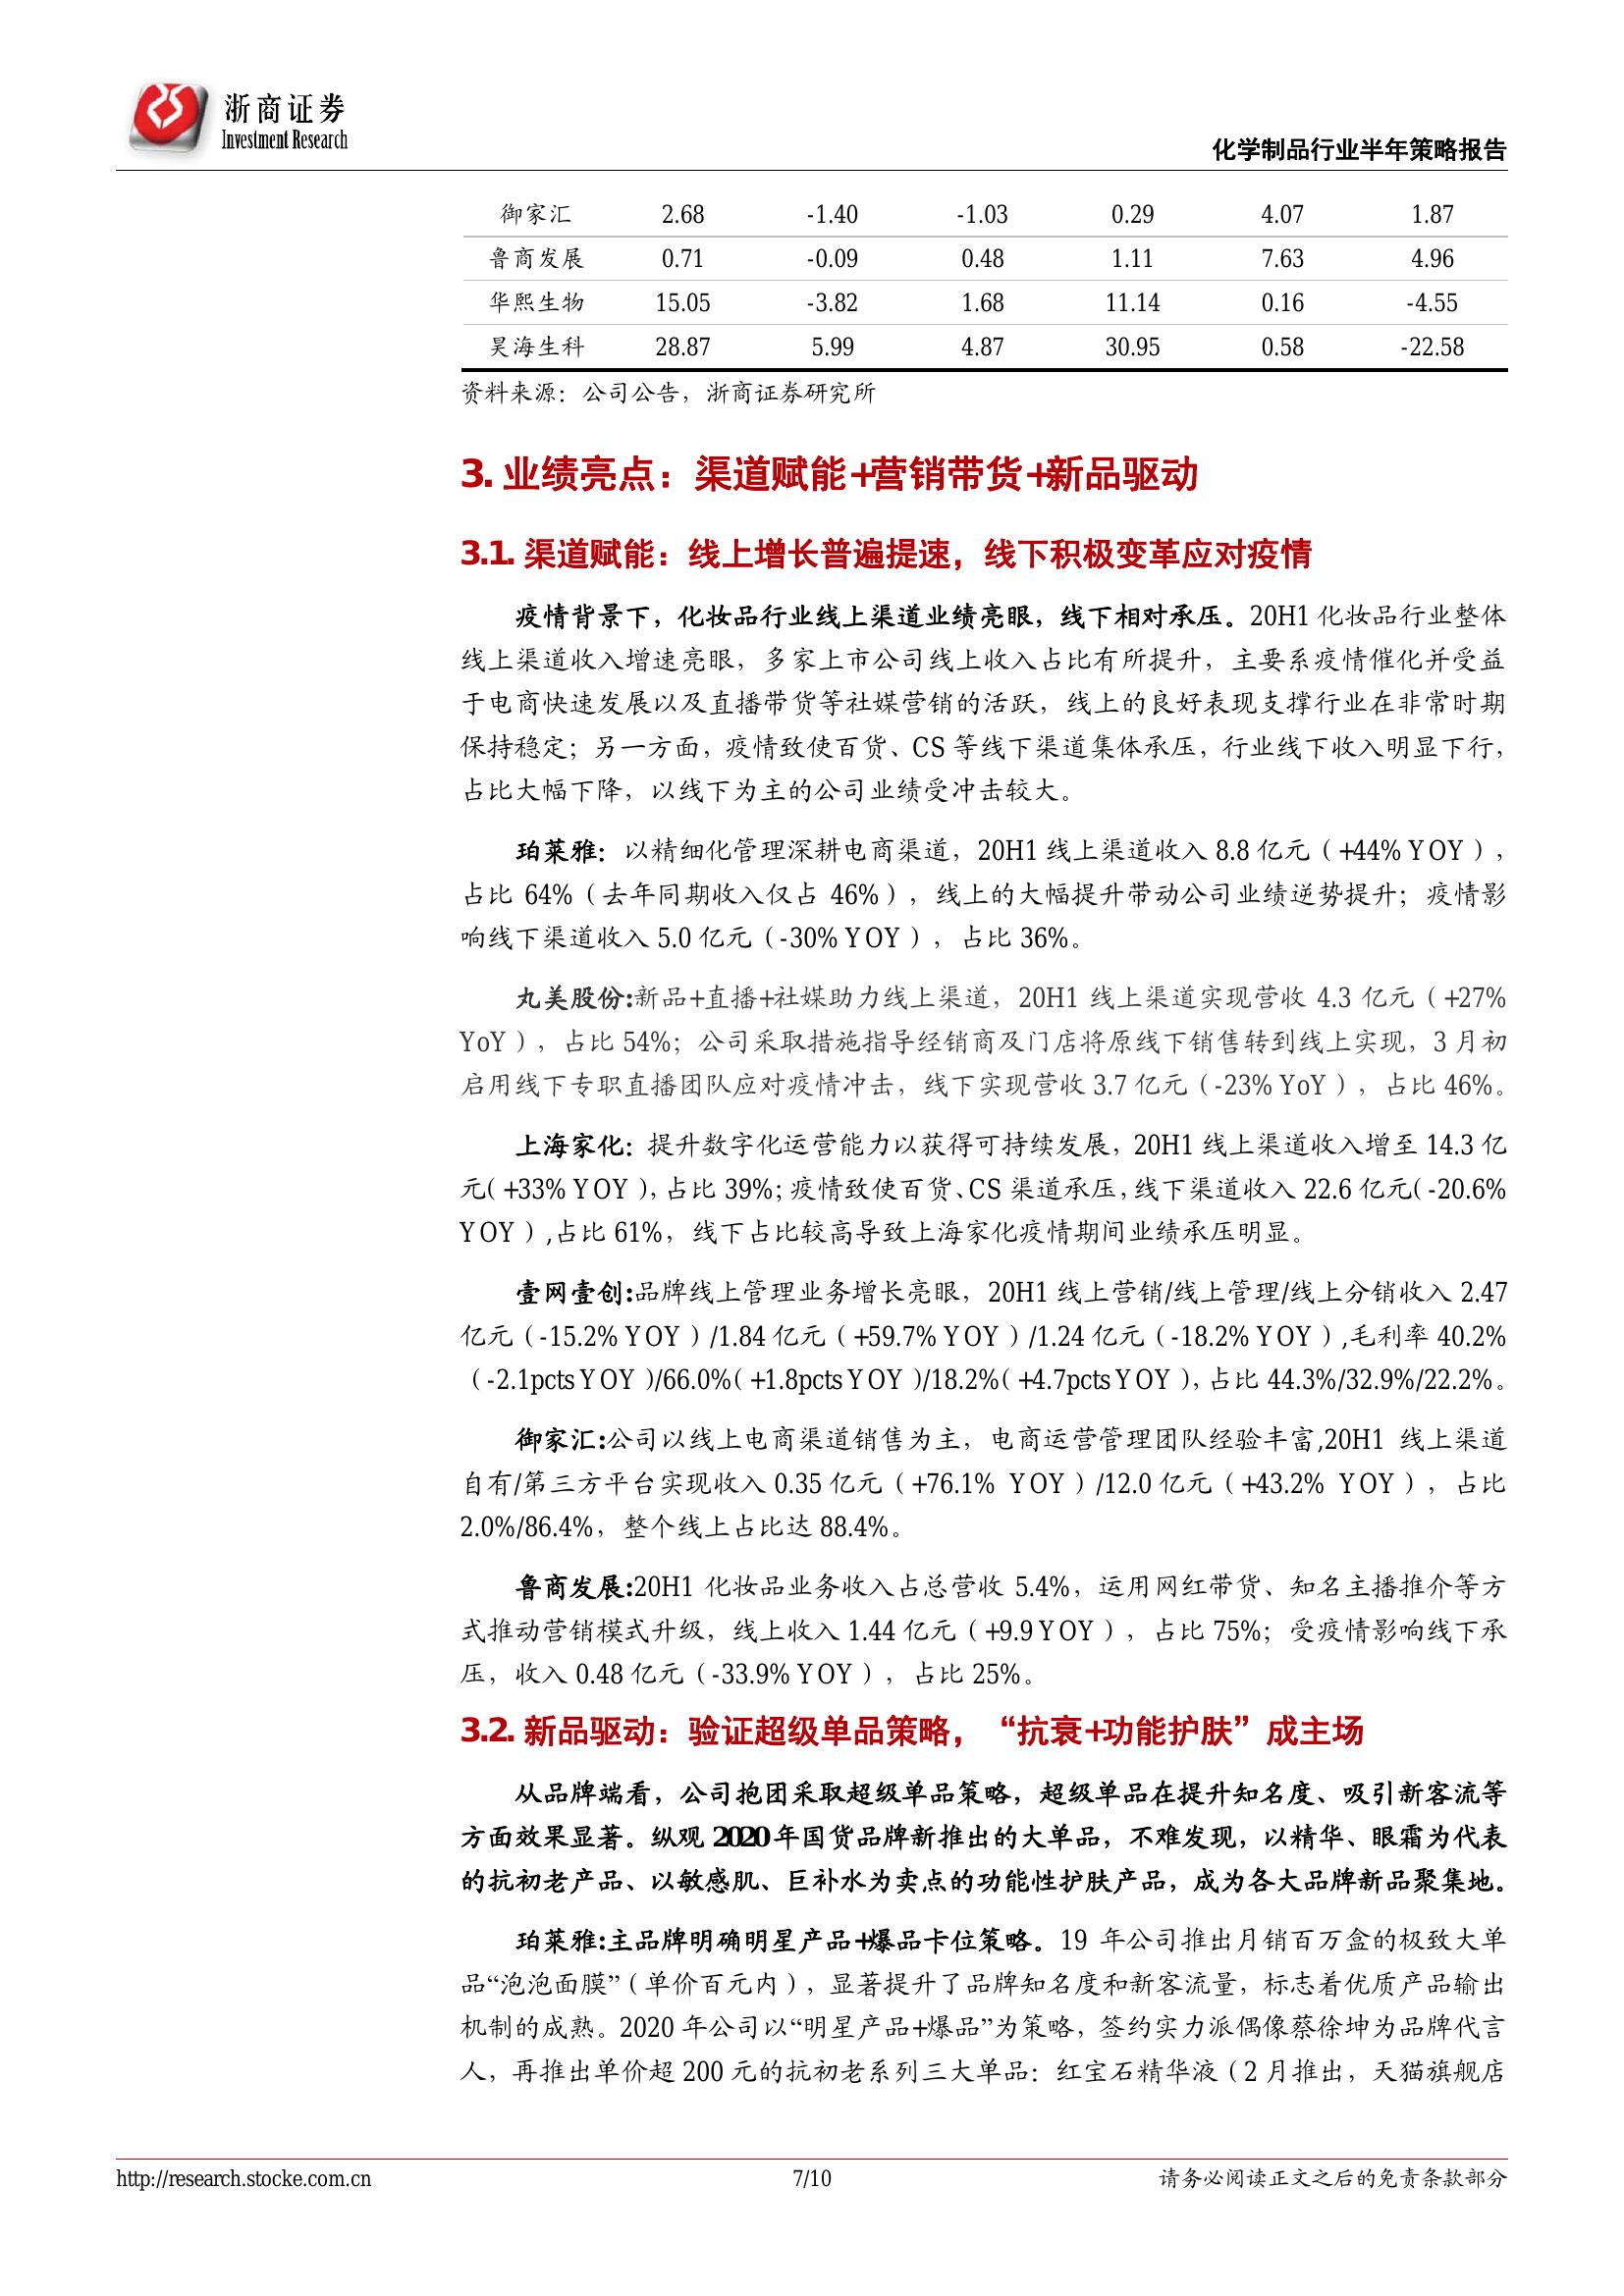 浙商证券
Investment Research
化学制品行业半年策略报告
御家汇 2.68 -1.40 -1.03 0.29 4.07 1.87
鲁商发展 0.71 -0.09 0.48 1.11 7.63 4.96
华熙生物 15.05 -3.82 1.68 11.14 0.16 -4.55
昊海生科 28.87 5.99 4.87 30.95 0.58 -22.58
资料来源：公司公告，浙商证券研究所
3. 业绩亮点：渠道赋能+营销带货+新品驱动
3.1. 渠道赋能：线上增长普遍提速，线下积极变革应对疫情
疫情背景下，化妆品行业线上渠道业绩亮眼，线下相对承压。20H1 化妆品行业整体
线上渠道收入增速亮眼，多家上市公司线上收入占比有所提升，主要系疫情催化并受益
于电商快速发展以及直播带货等社媒营销的活跃，线上的良好表现支撑行业在非常时期
保持稳定；另一方面，疫情致使百货、CS 等线下渠道集体承压，行业线下收入明显下行，
占比大幅下降，以线下为主的公司业绩受冲击较大。
珀莱雅：以精细化管理深耕电商渠道，20H1 线上渠道收入 8.8 亿元（+44% YOY），
占比 64%（去年同期收入仅占 46%），线上的大幅提升带动公司业绩逆势提升；疫情影
响线下渠道收入 5.0 亿元（-30% YOY），占比 36%。
丸美股份:新品+直播+社媒助力线上渠道，20H1 线上渠道实现营收 4.3 亿元（+27%
YoY），占比 54%；公司采取措施指导经销商及门店将原线下销售转到线上实现，3 月初
启用线下专职直播团队应对疫情冲击，线下实现营收 3.7 亿元（-23% YoY），占比 46%。
上海家化：提升数字化运营能力以获得可持续发展，20H1 线上渠道收入增至 14.3 亿
元（+33% YOY），占比 39%；疫情致使百货、CS 渠道承压，线下渠道收入 22.6 亿元（-20.6%
YOY）,占比 61%，线下占比较高导致上海家化疫情期间业绩承压明显。
壹网壹创:品牌线上管理业务增长亮眼，20H1 线上营销/线上管理/线上分销收入 2.47
亿元（-15.2% YOY）/1.84 亿元（+59.7% YOY）/1.24 亿元（-18.2% YOY）,毛利率 40.2%
（-2.1pcts YOY）/66.0%（+1.8pcts YOY）/18.2%（+4.7pcts YOY），占比 44.3%/32.9%/22.2%。
御家汇:公司以线上电商渠道销售为主，电商运营管理团队经验丰富,20H1 线上渠道
自有/第三方平台实现收入 0.35 亿元（+76.1% YOY）/12.0 亿元（+43.2% YOY），占比
2.0%/86.4%，整个线上占比达 88.4%。
鲁商发展:20H1 化妆品业务收入占总营收 5.4%，运用网红带货、知名主播推介等方
式推动营销模式升级，线上收入 1.44 亿元（+9.9 YOY），占比 75%；受疫情影响线下承
压，收入 0.48 亿元（-33.9% YOY），占比 25%。
3.2. 新品驱动：验证超级单品策略，“抗衰+功能护肤”成主场
从品牌端看，公司抱团采取超级单品策略，超级单品在提升知名度、吸引新客流等
方面效果显著。纵观 2020 年国货品牌新推出的大单品，不难发现，以精华、眼霜为代表
的抗初老产品、以敏感肌、巨补水为卖点的功能性护肤产品，成为各大品牌新品聚集地。
珀莱雅:主品牌明确明星产品+爆品卡位策略。19 年公司推出月销百万盒的极致大单
品“泡泡面膜”（单价百元内），显著提升了品牌知名度和新客流量，标志着优质产品输出
机制的成熟。2020 年公司以“明星产品+爆品”为策略，签约实力派偶像蔡徐坤为品牌代言
人，再推出单价超 200 元的抗初老系列三大单品：红宝石精华液（2 月推出，天猫旗舰店
http://research.stocke.com.cn 7/10 请务必阅读正文之后的免责条款部分